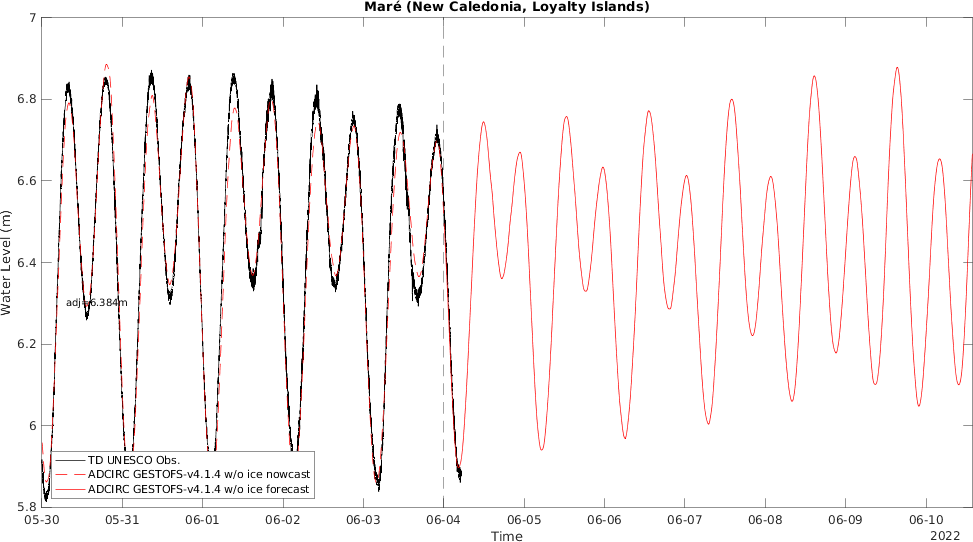 Maré (New Caledonia, Loyalty Islands)
7
6.8
6.6
6.4
6.2
6
5.8
Water Level (m)
adj=6.384m
TD UNESCO Obs.
ADCIRC GESTOFS-v4.1.4 w/o ice nowcast
ADCIRC GESTOFS-v4.1.4 w/o ice forecast
05-30 05-31 06-01 06-02 06-03 06-04 06-05 06-06 06-07 06-08 06-09 06-10
Time
2022